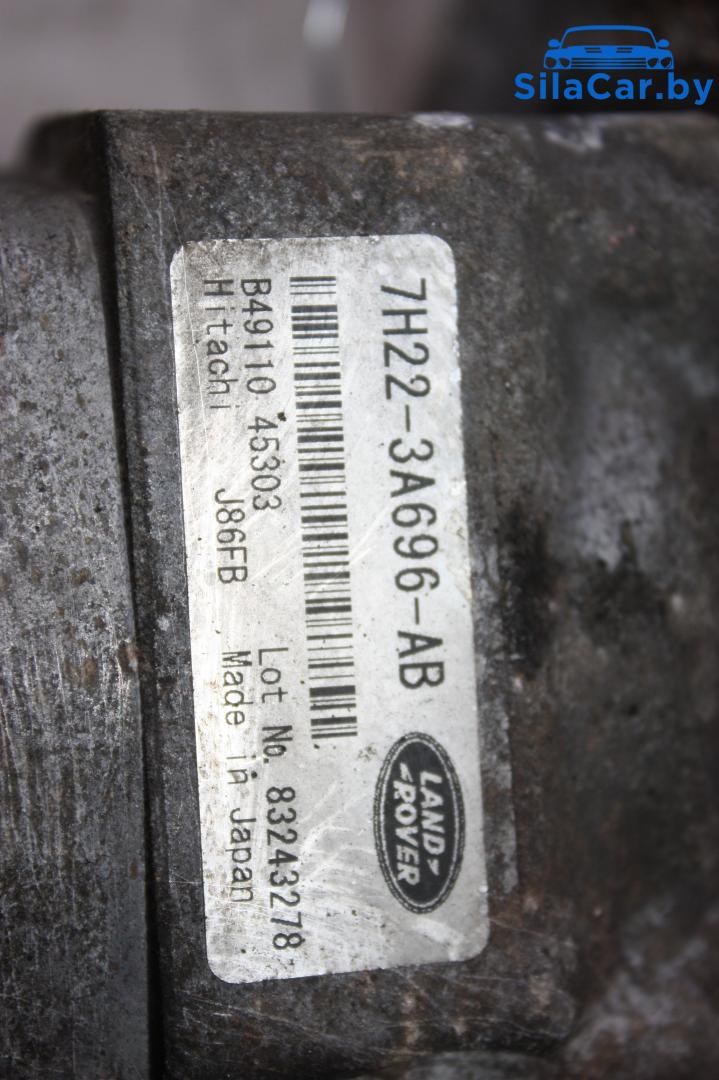 SilaCar.by
7H22-3A696-AB
LAND
ROVER
B49110 45303 Lot No. 83243278
Hitachi J86FB Made in Japan